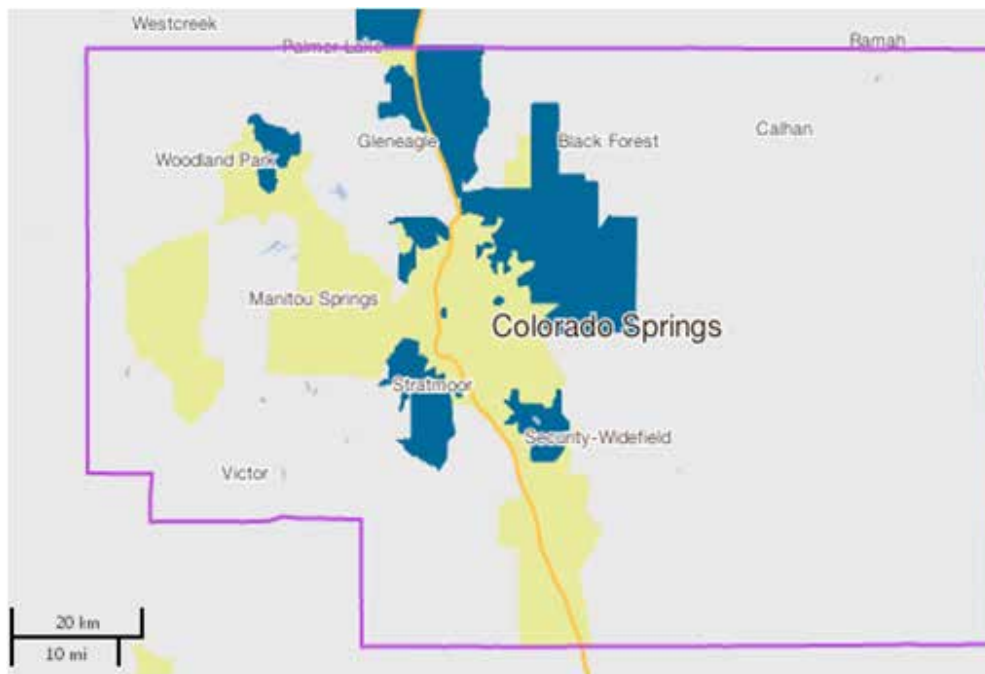 Westcreek
Palmer Lake
Ramah
Calhan
Gleneagle
Black Forest
Woodland Park
Manitou Springs
Colorado Springs
Stratmoor
Security-Widefield
Victor
20 km
10 mi